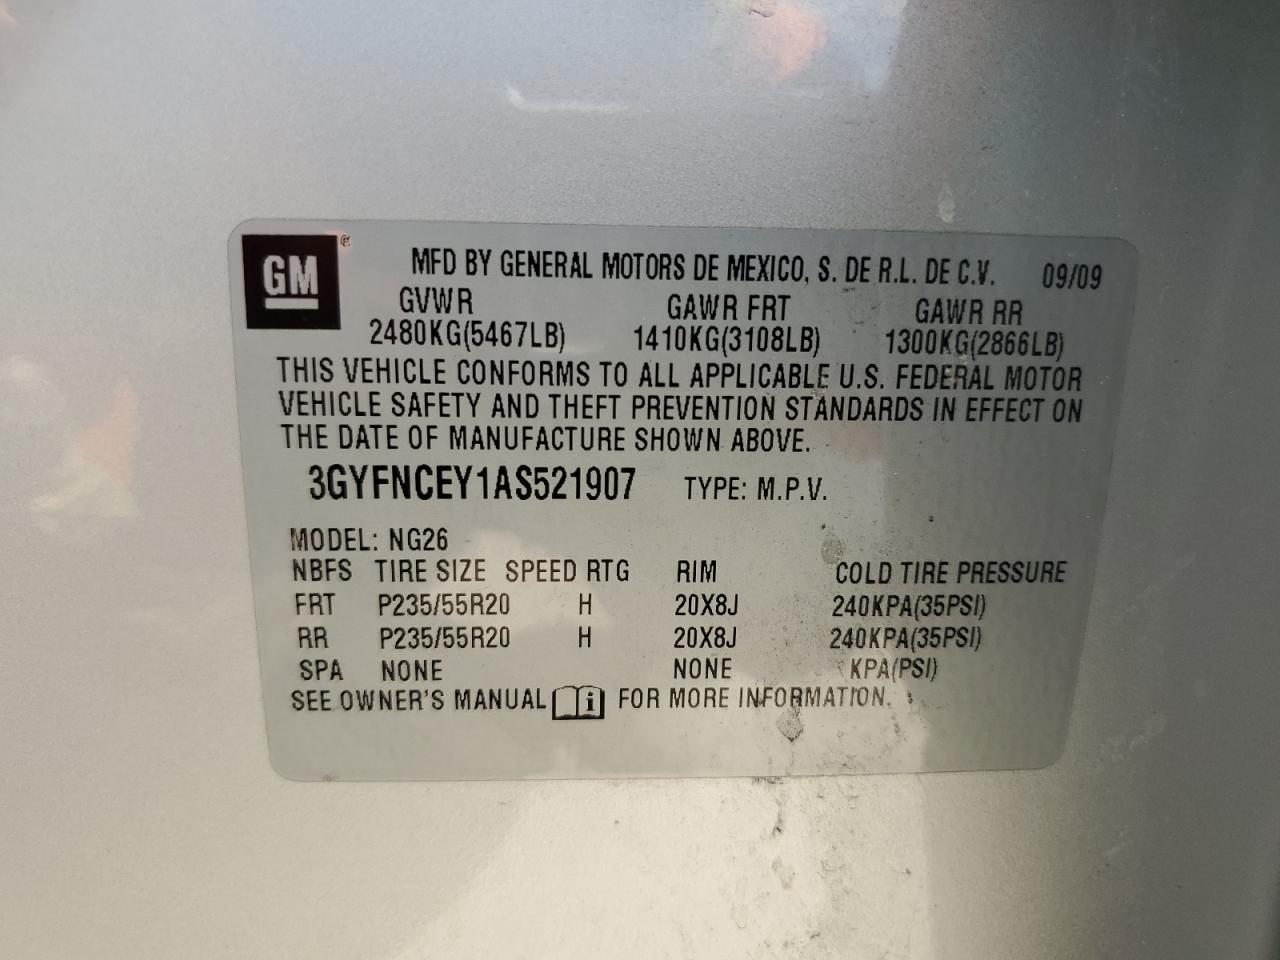 GM ® MFD BY GENERAL MOTORS DE MEXICO, S. DE R.L. DE C.V. 09/09
GVWR GAWR FRT GAWR RR
2480KG(5467LB) 1410KG(3108LB) 1300KG(2866LB)
THIS VEHICLE CONFORMS TO ALL APPLICABLE U.S. FEDERAL MOTOR
VEHICLE SAFETY AND THEFT PREVENTION STANDARDS IN EFFECT ON
THE DATE OF MANUFACTURE SHOWN ABOVE.
3GYFNCEY1AS521907 TYPE: M.P.V.
MODEL: NG26
NBFS TIRE SIZE SPEED RTG RIM COLD TIRE PRESSURE
FRT P235/55R20 H 20X8J 240KPA(35PSI)
RR P235/55R20 H 20X8J 240KPA(35PSI)
SPA NONE NONE KPA(PSI)
SEE OWNER'S MANUAL i FOR MORE INFORMATION.